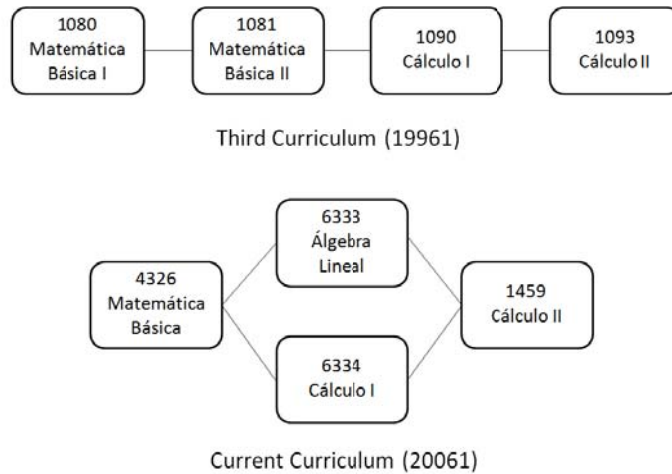 1080
Matemática
Básica I
1081
Matemática
Básica II
1090
Cálculo I
1093
Cálculo II
Third Curriculum (19961)
6333
Álgebra
Lineal
4326
Matemática
Básica
1459
Cálculo II
6334
Cálculo I
Current Curriculum (20061)